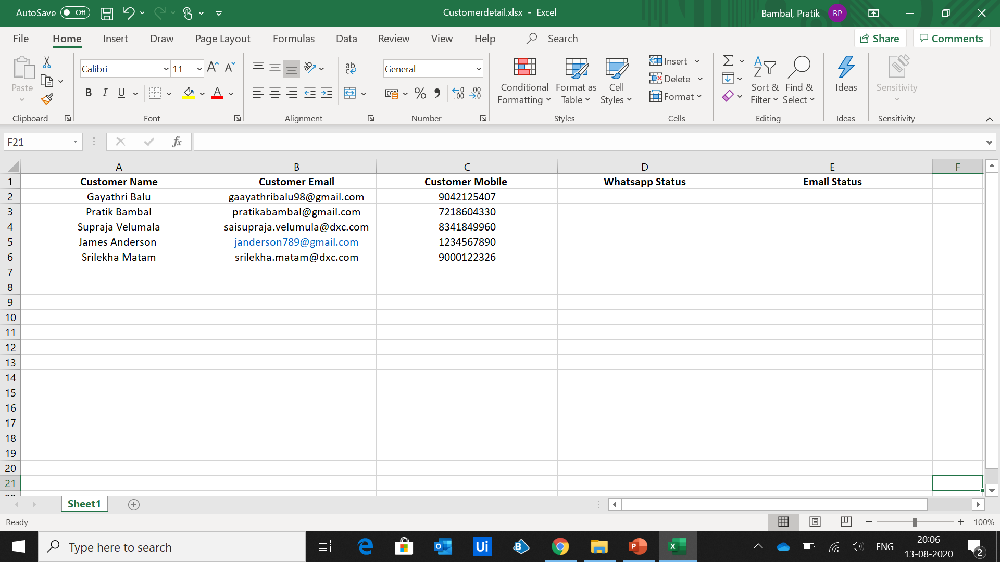 AutoSave Off Customerdetail.xlsx - Excel Bambal, Pratik BP
File Home Insert Draw Page Layout Formulas Data Review View Help Search Share Comments
Paste Calibri 11 ab General Conditional Formatting Format as Table Cell Styles Insert Delete Format Sort & Filter Find & Select Ideas Sensitivity
B I U A % .00
Clipboard Font Alignment Number Styles Cells Editing Ideas Sensitivity
F21 fx
A B C D E F
1 Customer Name Customer Email Customer Mobile Whatsapp Status Email Status
2 Gayathri Balu gaayathribalu98@gmail.com 9042125407
3 Pratik Bambal pratikabambal@gmail.com 7218604330
4 Supraja Velumala saisupraja.velumula@dxc.com 8341849960
5 James Anderson janderson789@gmail.com 1234567890
6 Srilekha Matam srilekha.matam@dxc.com 9000122326
7
8
9
10
11
12
13
14
15
16
17
18
19
20
21
Sheet1
Ready 100%
Type here to search Ui B P X ENG 20:06
13-08-2020 2